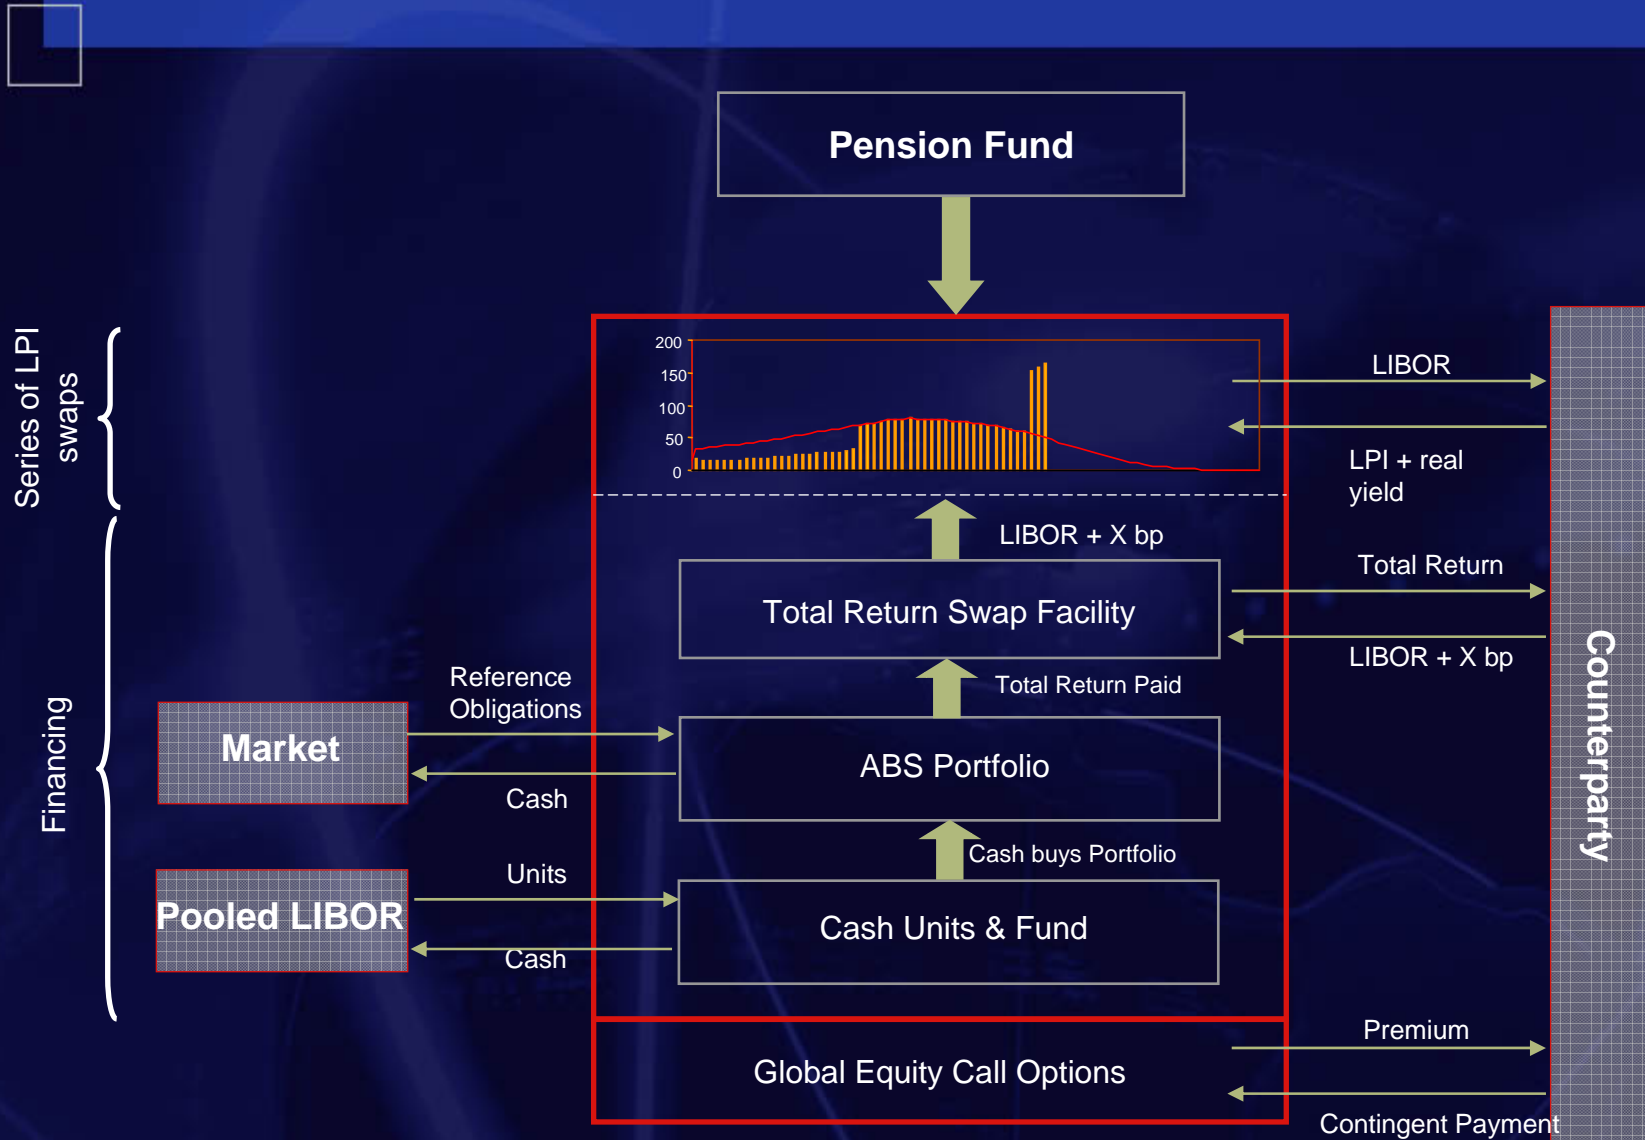 Pension Fund
Series of LPI
swaps
200
150
100
50
0
LIBOR
LPI + real
yield
LIBOR + X bp
Total Return Swap Facility
Total Return
LIBOR + X bp
Counterparty
Financing
Reference
Obligations
Total Return Paid
Market
ABS Portfolio
Cash
Cash buys Portfolio
Units
Pooled LIBOR
Cash Units & Fund
Cash
Global Equity Call Options
Premium
Contingent Payment